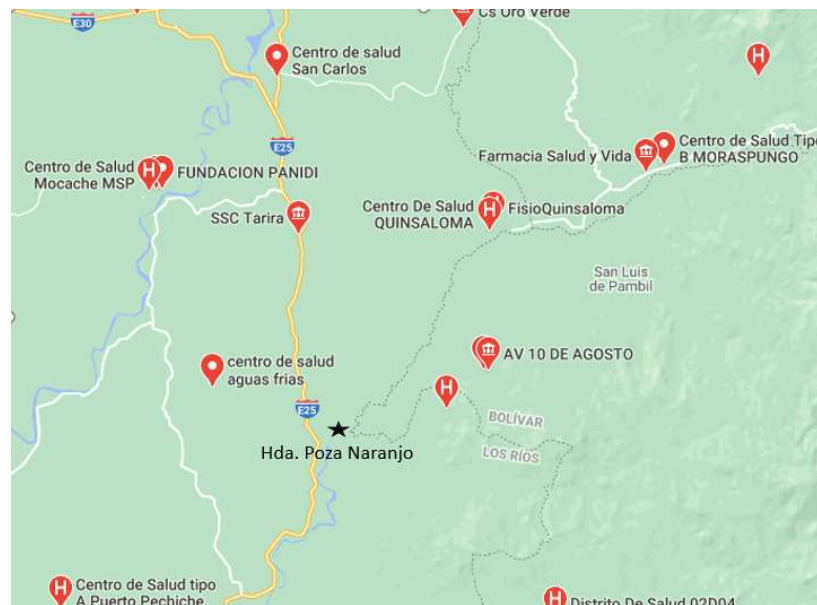 E30
Cs Oro Verde
Centro de salud
San Carlos
E25
Farmacia Salud y Vida
Centro de Salud Tipo
B MORASPUNGO
Centro de Salud
Mocache MSP
FUNDACION PANIDI
SSC Tarira
Centro De Salud
QUINSALOMA
FisioQuinsaloma
San Luis
de Pambil
AV 10 DE AGOSTO
centro de salud
aguas frias
E25
BOLÍVAR
LOS RÍOS
Hda. Poza Naranjo
Centro de Salud tipo
A Puerto Pechiche
Distrito De Salud 02D04
H
H
H
H
H
H